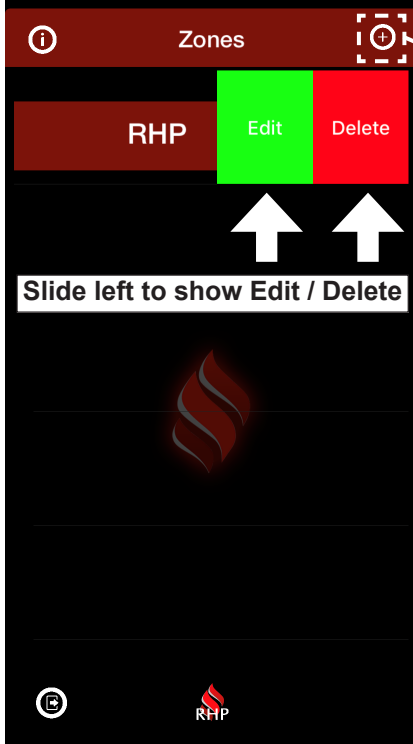 Zones
RHP
Edit
Delete
Slide left to show Edit / Delete
RHP